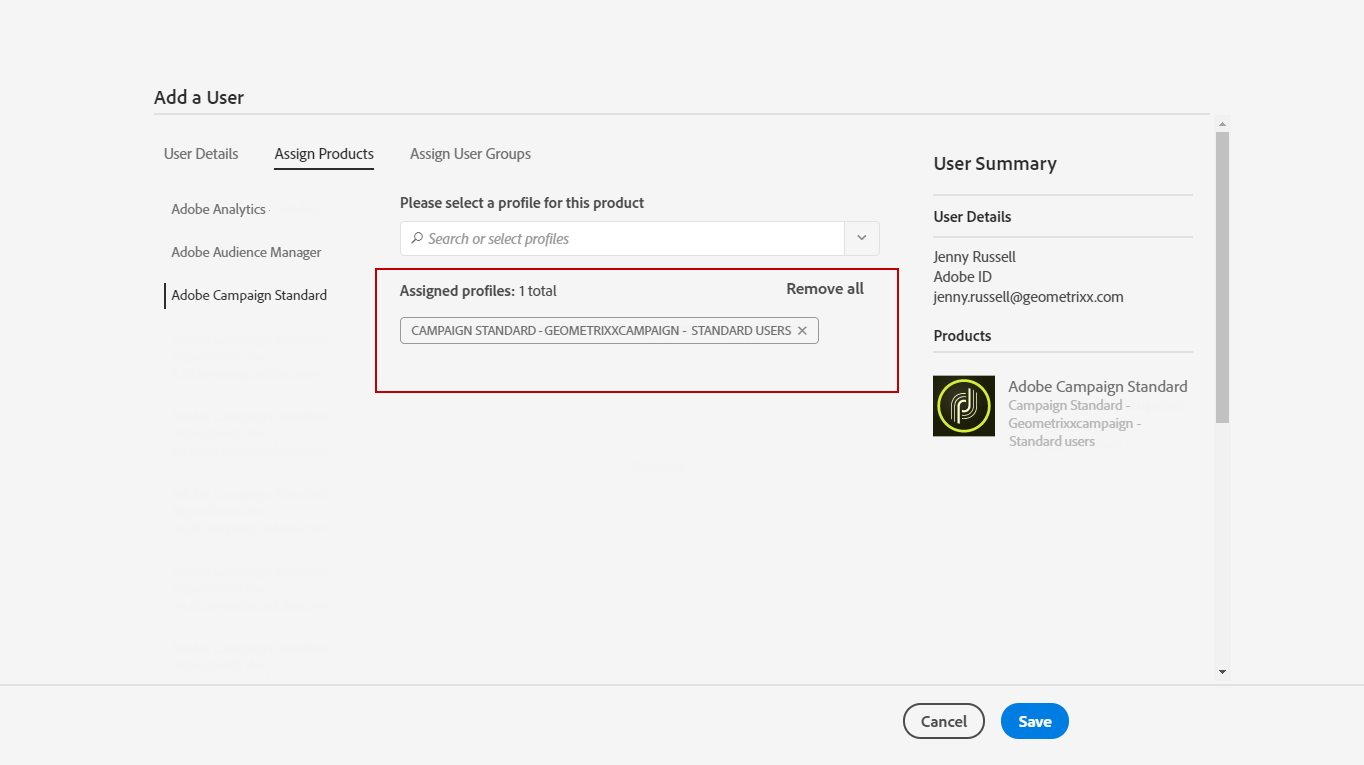 Add a User
User Details
Assign Products
Assign User Groups
Adobe Analytics
Adobe Audience Manager
Adobe Campaign Standard
Please select a profile for this product
Search or select profiles
Assigned profiles: 1 total
Remove all
CAMPAIGN STANDARD - GEOMETRIXXCAMPAIGN - STANDARD USERS
User Summary
User Details
Jenny Russell
Adobe ID
jenny.russell@geometrixx.com
Products
Adobe Campaign Standard
Campaign Standard -
Geometrixxcampaign -
Standard users
Cancel
Save